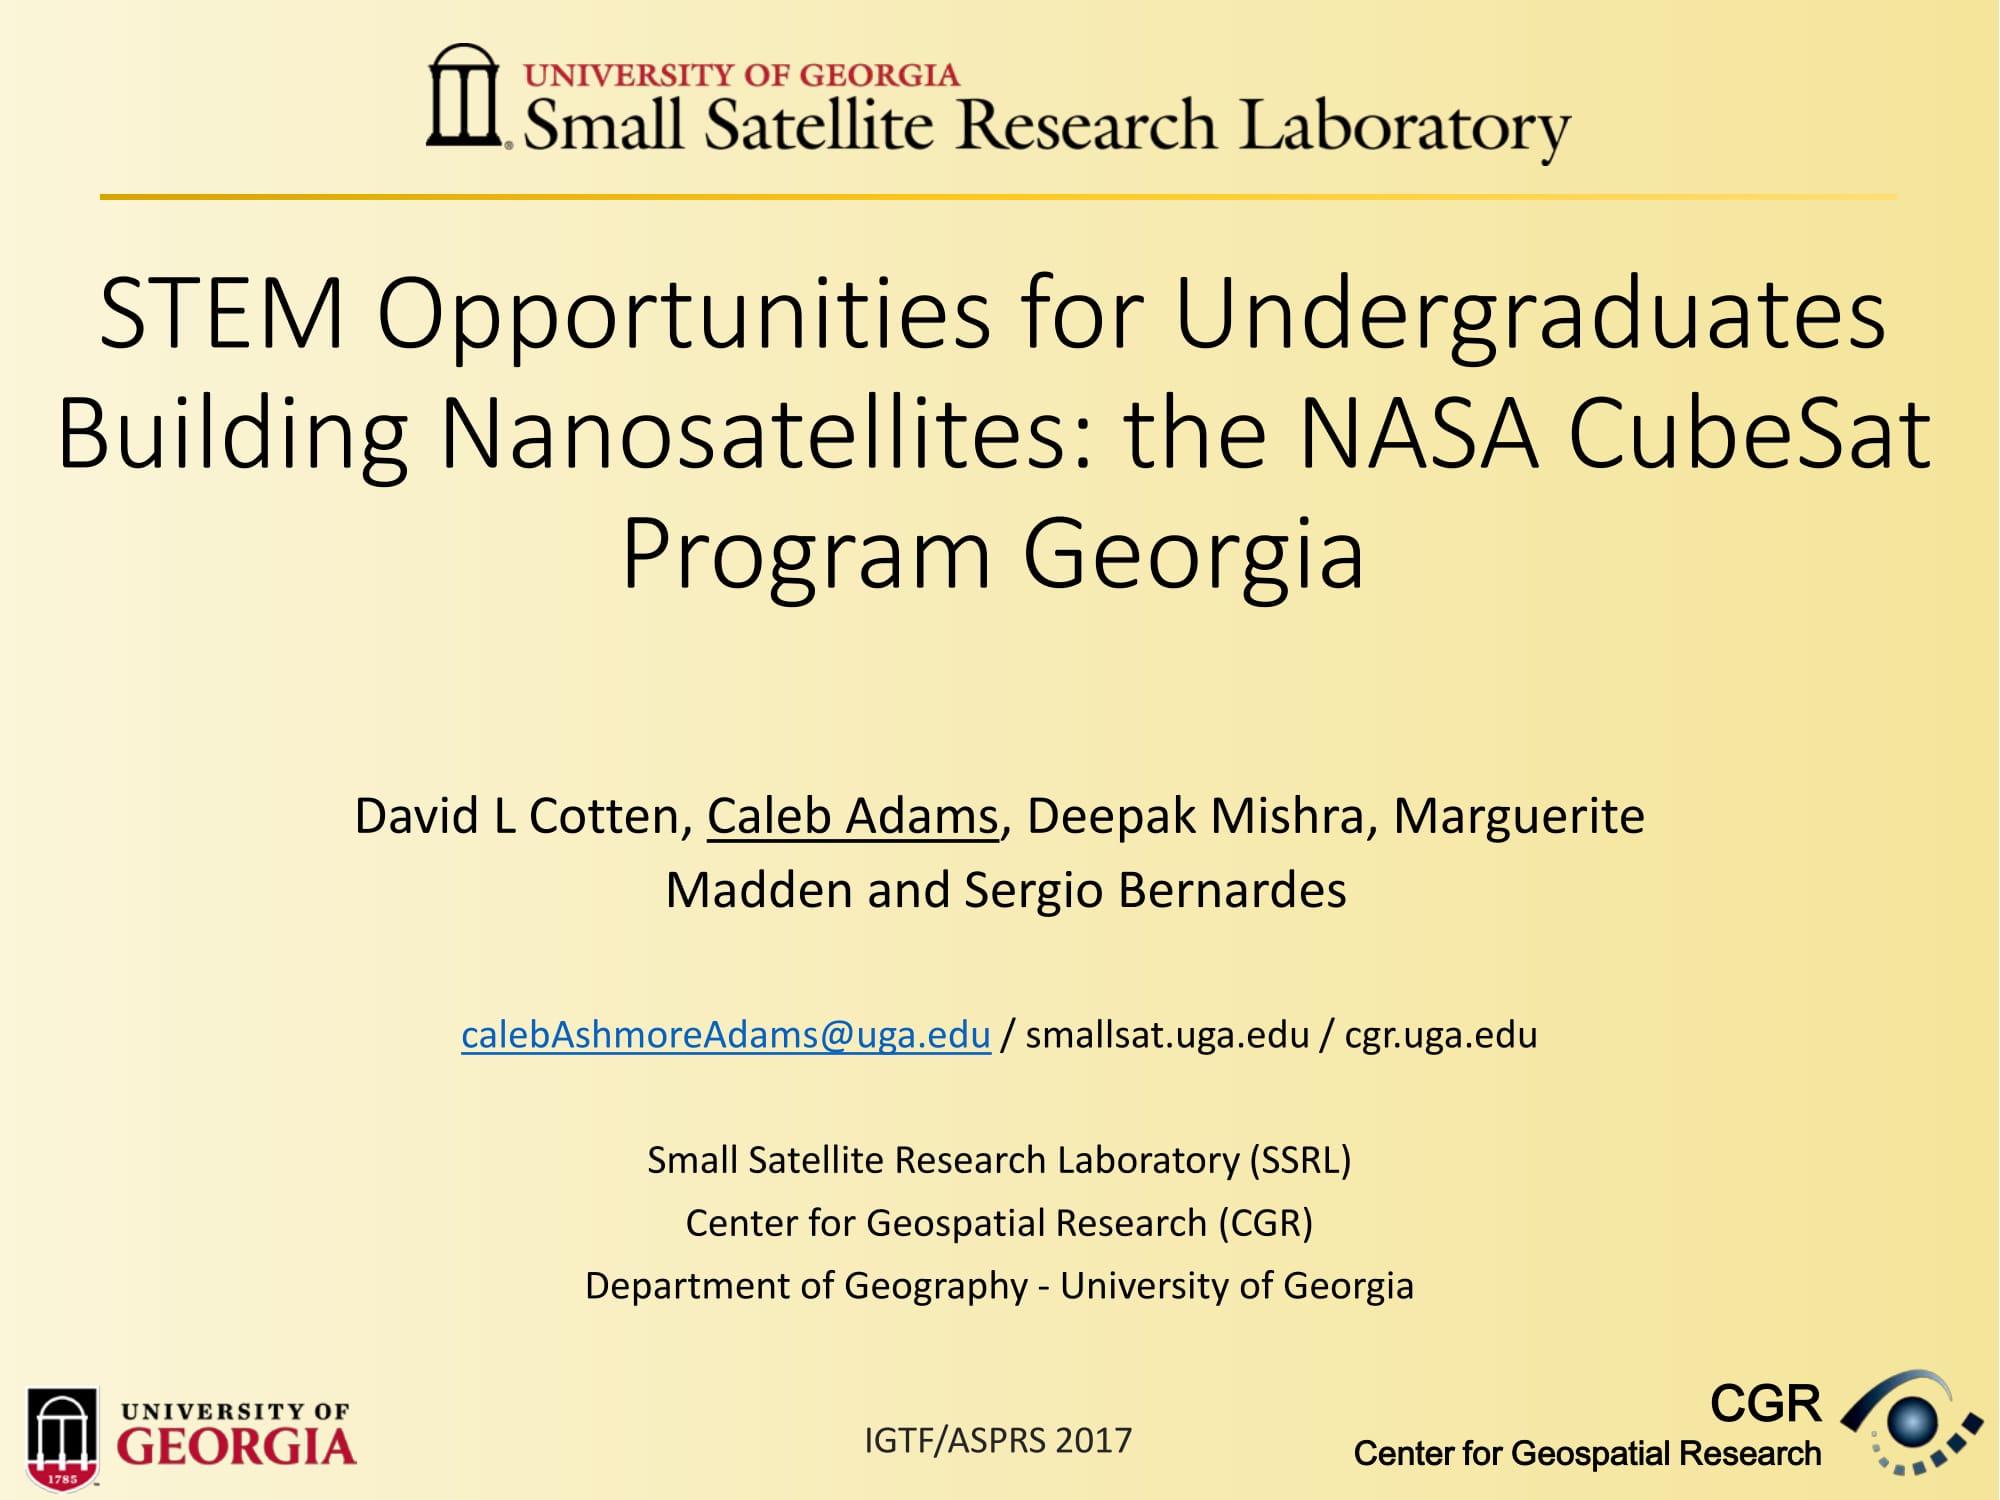 UNIVERSITY OF GEORGIA
Small Satellite Research Laboratory
STEM Opportunities for Undergraduates
Building Nanosatellites: the NASA CubeSat
Program Georgia
David L Cotten, Caleb Adams, Deepak Mishra, Marguerite
Madden and Sergio Bernardes
calebAshmoreAdams@uga.edu / smallsat.uga.edu / cgr.uga.edu
Small Satellite Research Laboratory (SSRL)
Center for Geospatial Research (CGR)
Department of Geography - University of Georgia
1785
UNIVERSITY OF
GEORGIA
IGTF/ASPRS 2017
CGR
Center for Geospatial Research